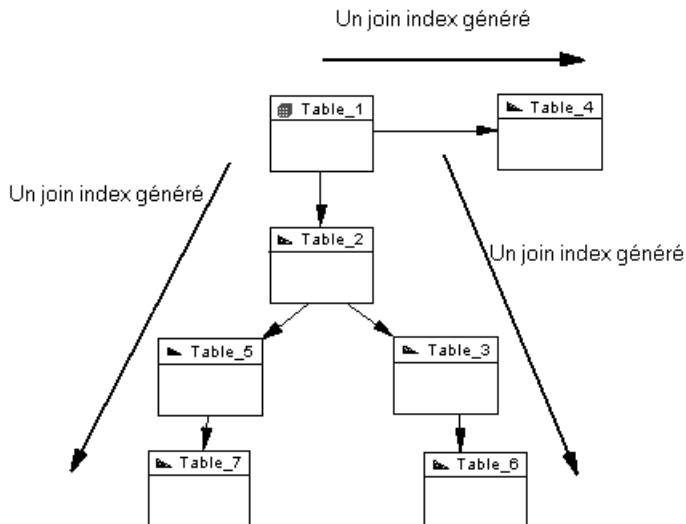 Un join index généré
Table_1
Table_4
Un join index généré
Table_2
Un join index généré
Table_5
Table_3
Table_7
Table_6